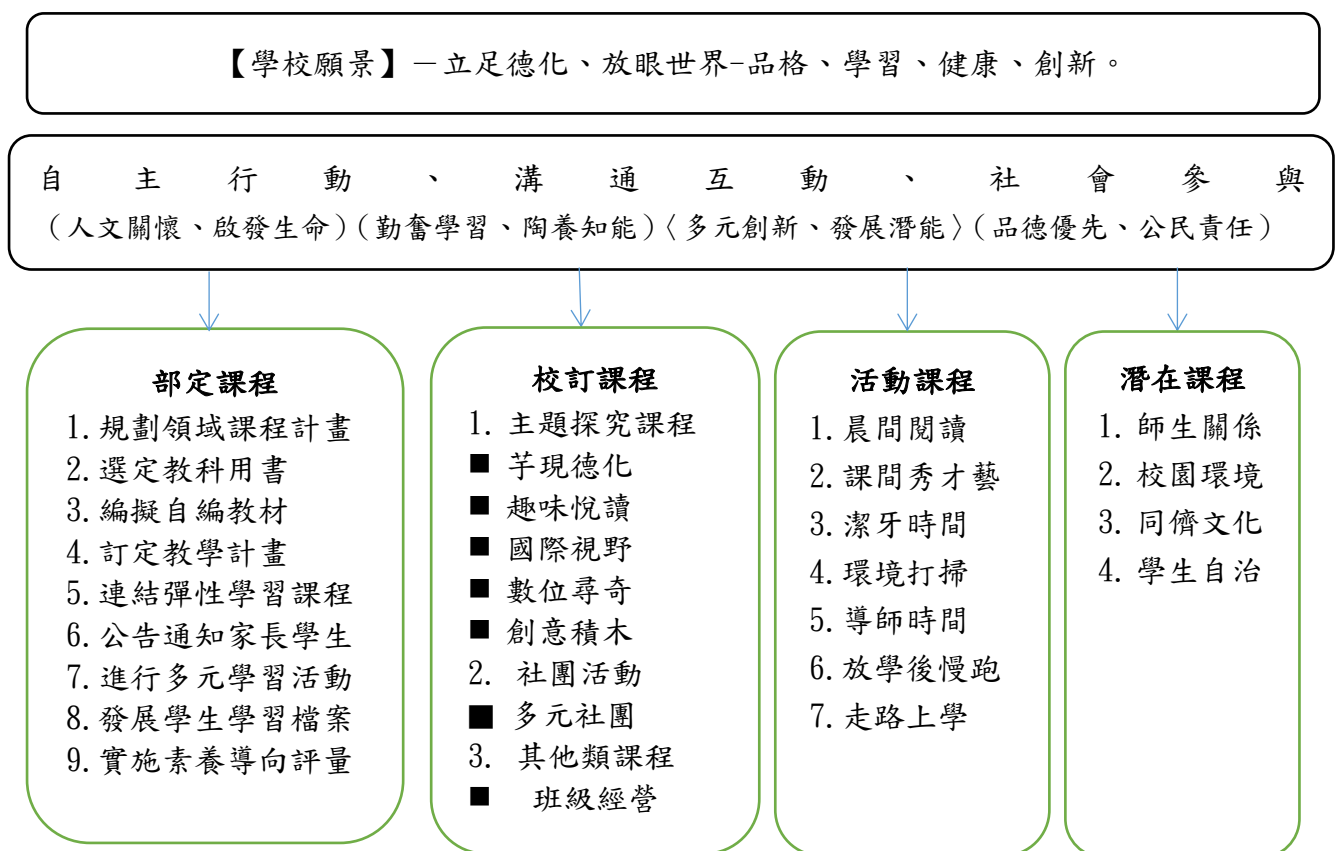 【學校願景】－立足德化、放眼世界-品格、學習、健康、創新。
自主行動、溝通互動、社會參與
(人文關懷、啟發生命)(勤奮學習、陶養知能)〈多元創新、發展潛能〉(品德優先、公民責任)
部定課程
1.規劃領域課程計畫
2.選定教科用書
3.編擬自編教材
4.訂定教學計畫
5.連結彈性學習課程
6.公告通知家長學生
7.進行多元學習活動
8.發展學生學習檔案
9.實施素養導向評量
校訂課程
1. 主題探究課程
■ 芋現德化
■ 趣味悅讀
■ 國際視野
■ 數位尋奇
■ 創意積木
2. 社團活動
■ 多元社團
3. 其他類課程
■ 班級經營
活動課程
1.晨間閱讀
2.課間秀才藝
3.潔牙時間
4.環境打掃
5.導師時間
6.放學後慢跑
7.走路上學
潛在課程
1. 師生關係
2. 校園環境
3. 同儕文化
4. 學生自治